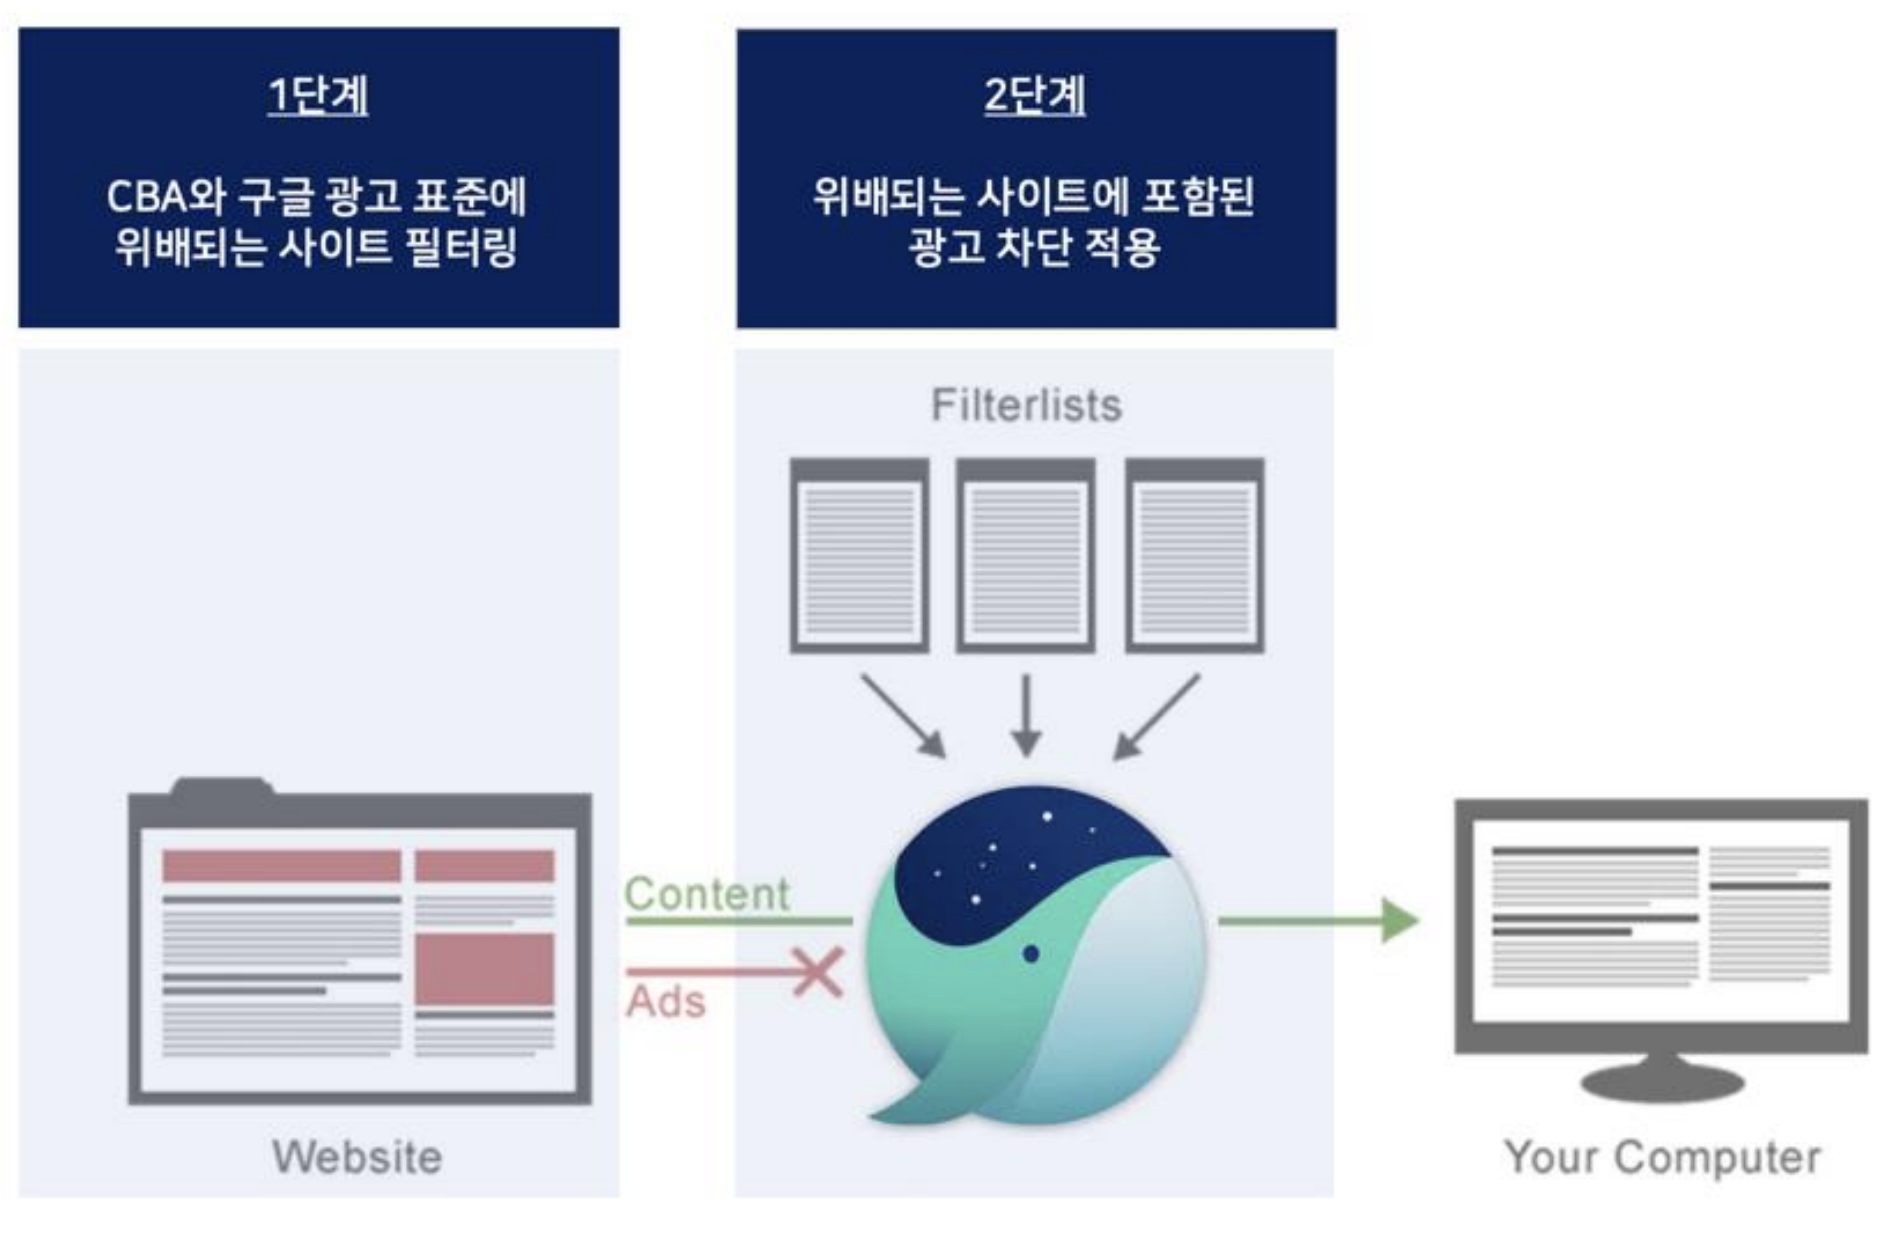 1단계
CBA와 구글 광고 표준에
위배되는 사이트 필터링
2단계
위배되는 사이트에 포함된
광고 차단 적용
Filterlists
Content
Ads
Website
Your Computer